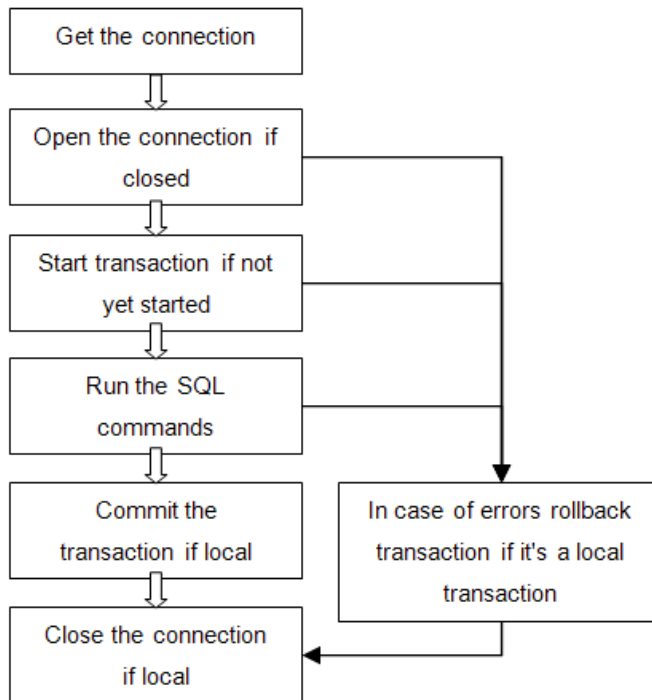 Get the connection
Open the connection if
closed
Start transaction if not
yet started
Run the SQL
commands
Commit the
transaction if local
In case of errors rollback
transaction if it's a local
transaction
Close the connection
if local